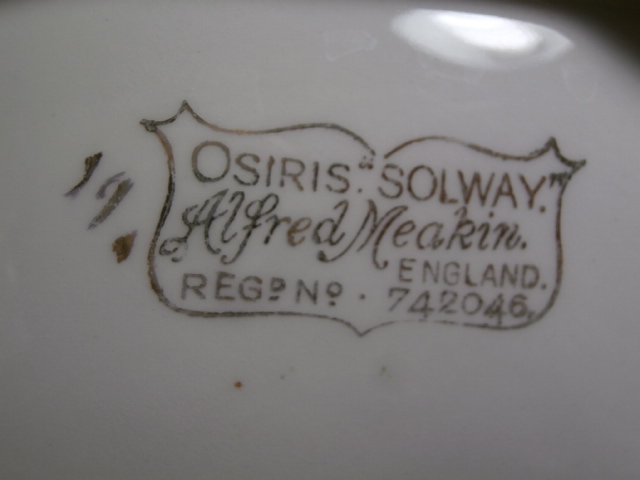 OSIRIS. "SOLWAY."
Alfred Meakin.
ENGLAND.
REGD NO. 742046.